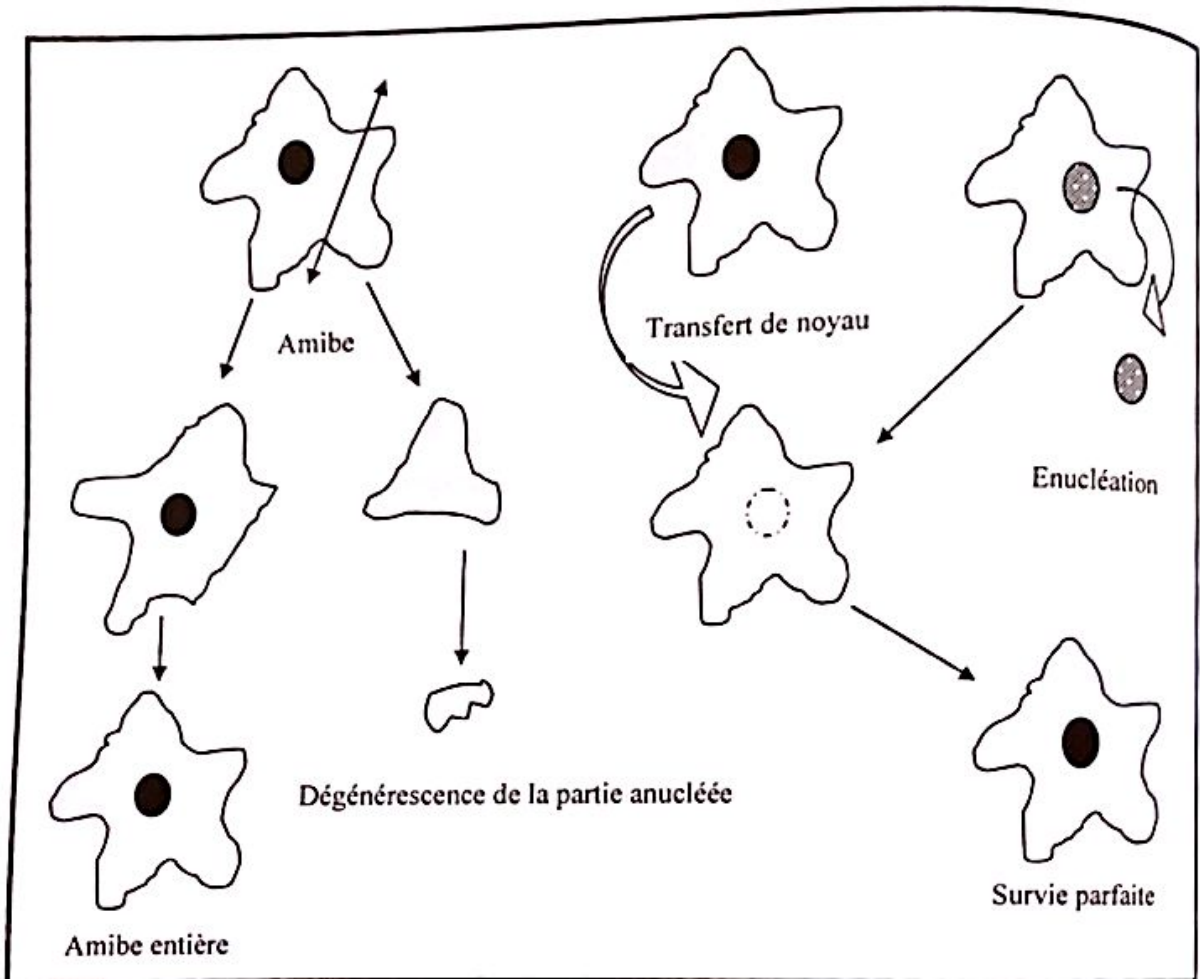 Amibe
Transfert de noyau
Enucléation
Dégénérescence de la partie anucléée
Survie parfaite
Amibe entière